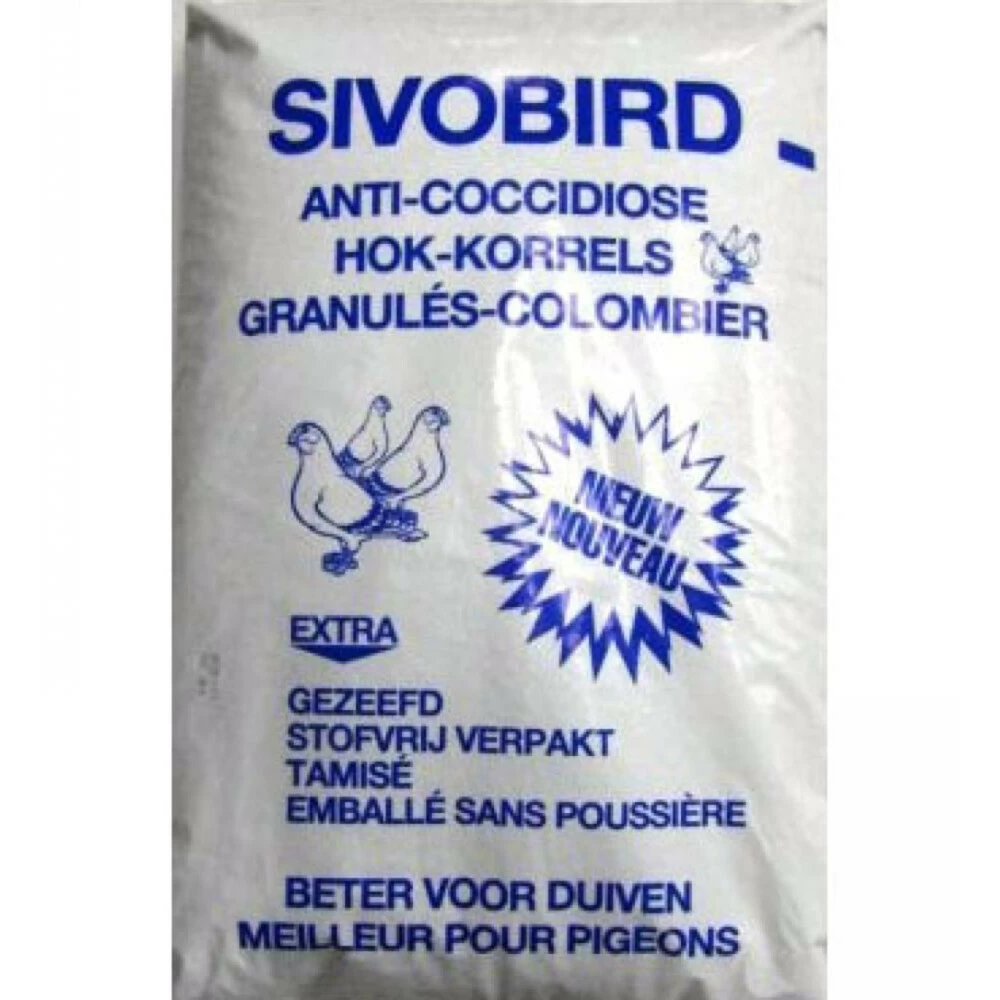 SIVOBIRD -
ANTI-COCCIDIOSE
HOK-KORRELS
GRANULÉS-COLOMBIER
NIEUW
NOUVEAU
EXTRA
GEZEEFD
STOFVRIJ VERPAKT
TAMISÉ
EMBALLÉ SANS POUSSIÈRE
BETER VOOR DUIVEN
MEILLEUR POUR PIGEONS